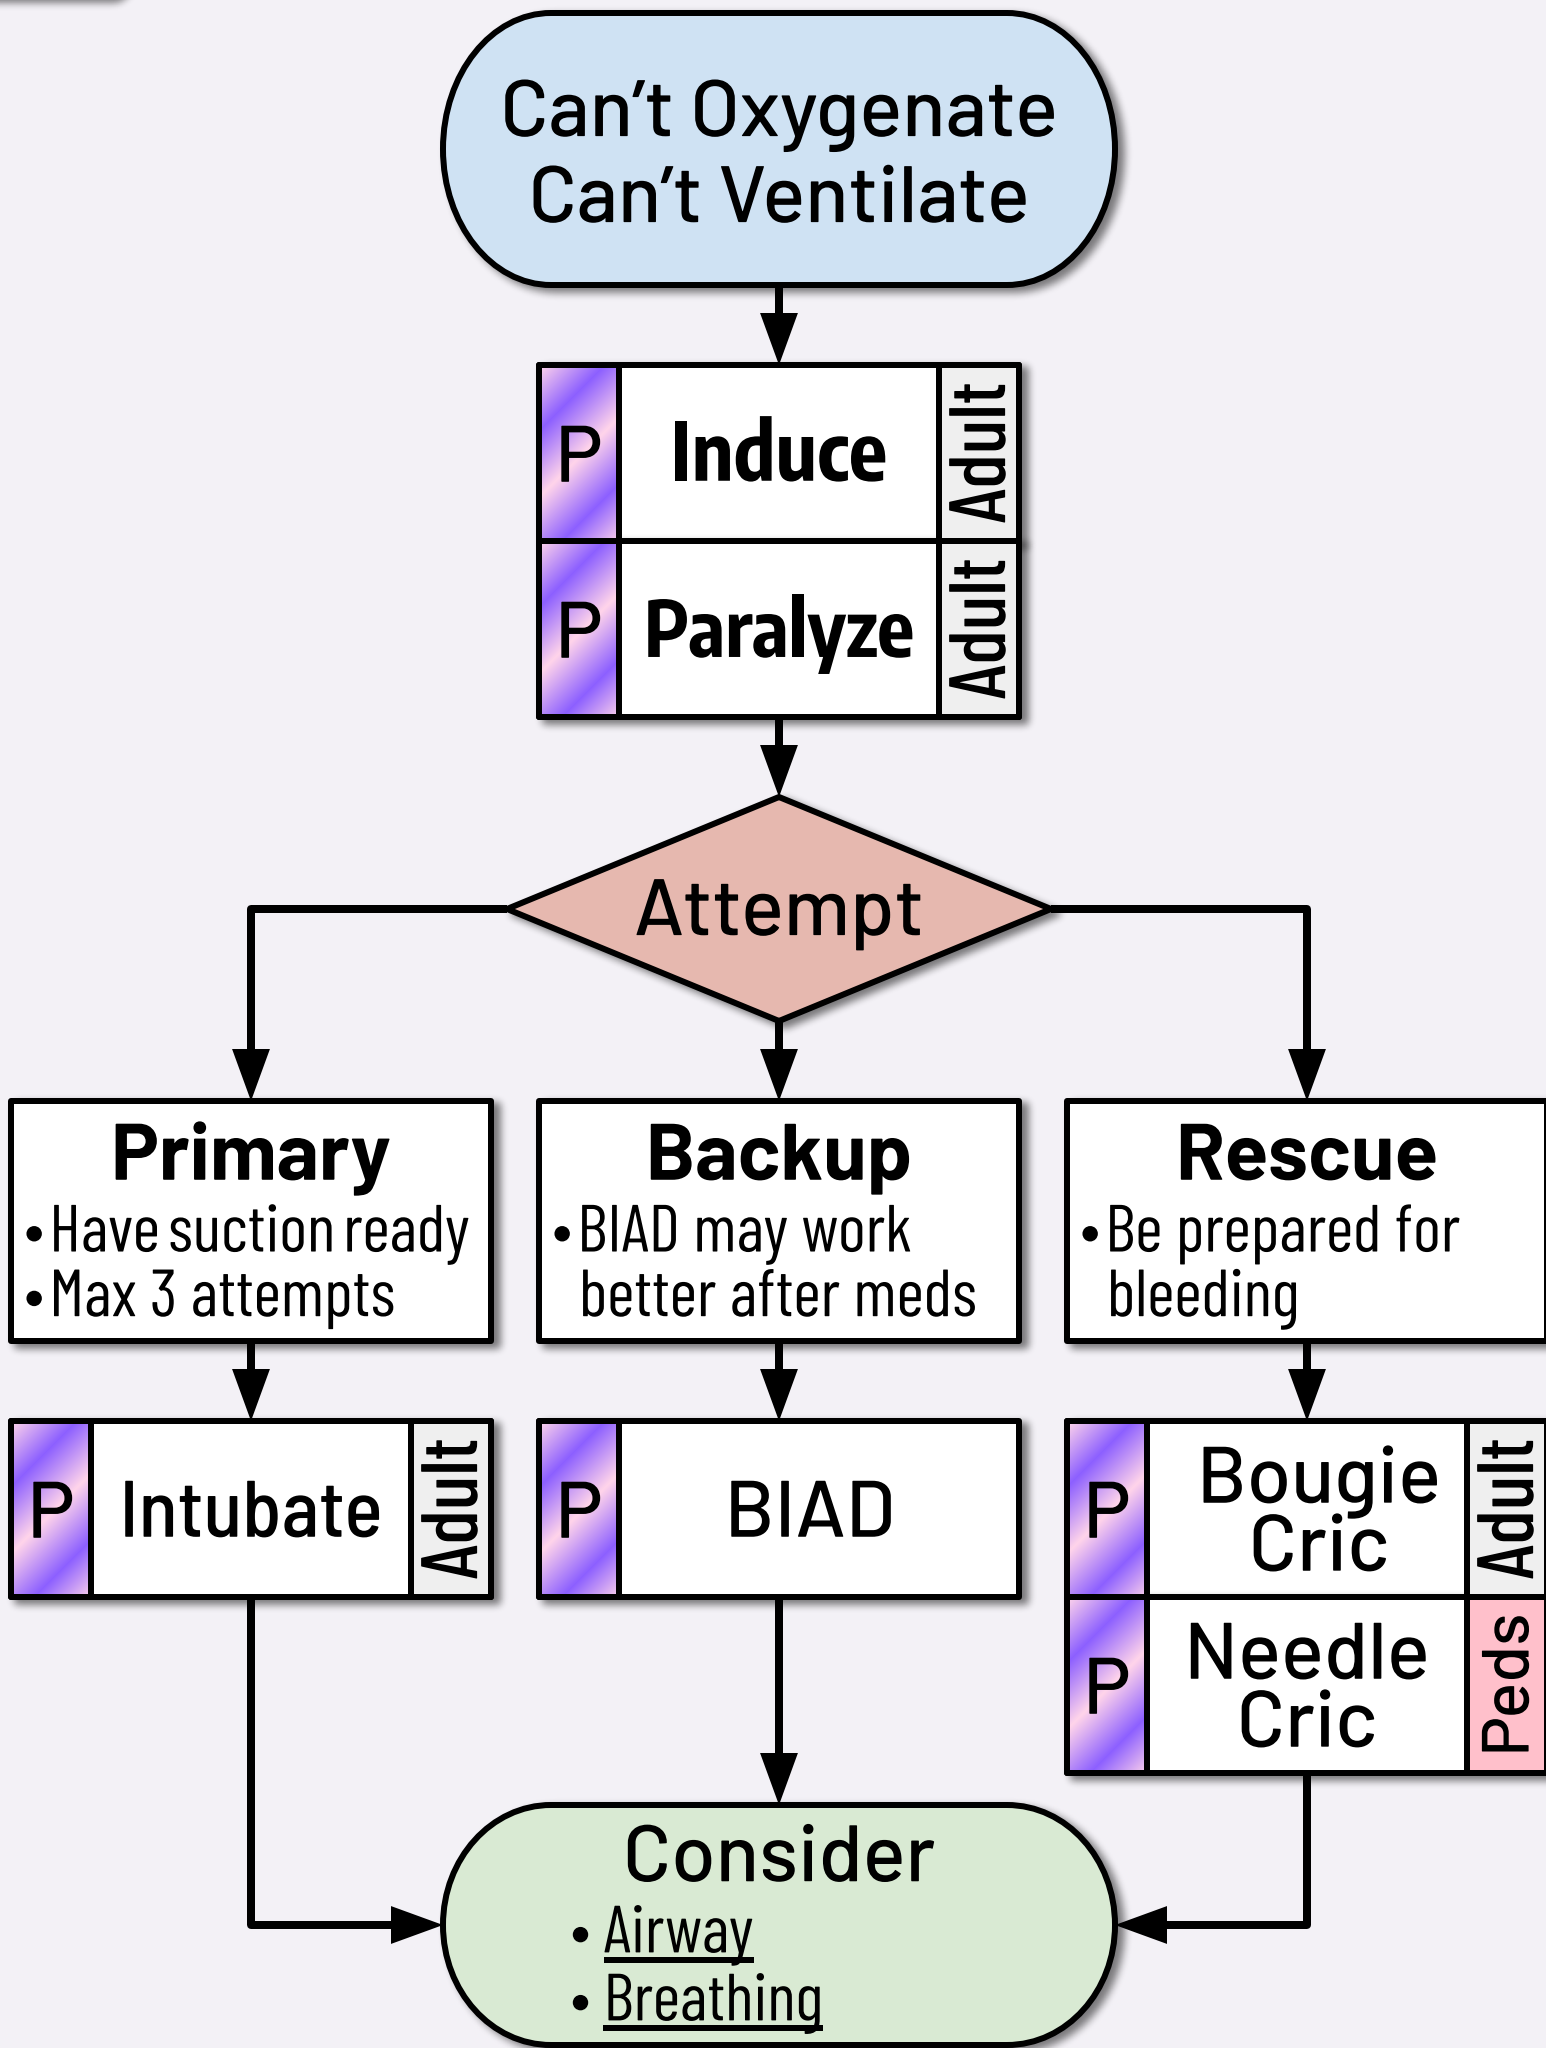 Can’t Oxygenate
Can’t Ventilate
P
Induce
Adult
P
Paralyze
Adult
Attempt
Primary
• Have suction ready
• Max 3 attempts
Backup
• BIAD may work
better after meds
Rescue
• Be prepared for
bleeding
P
Intubate
Adult
P
BIAD
P
Bougie
Cric
Adult
P
Needle
Cric
Peds
Consider
• Airway
• Breathing